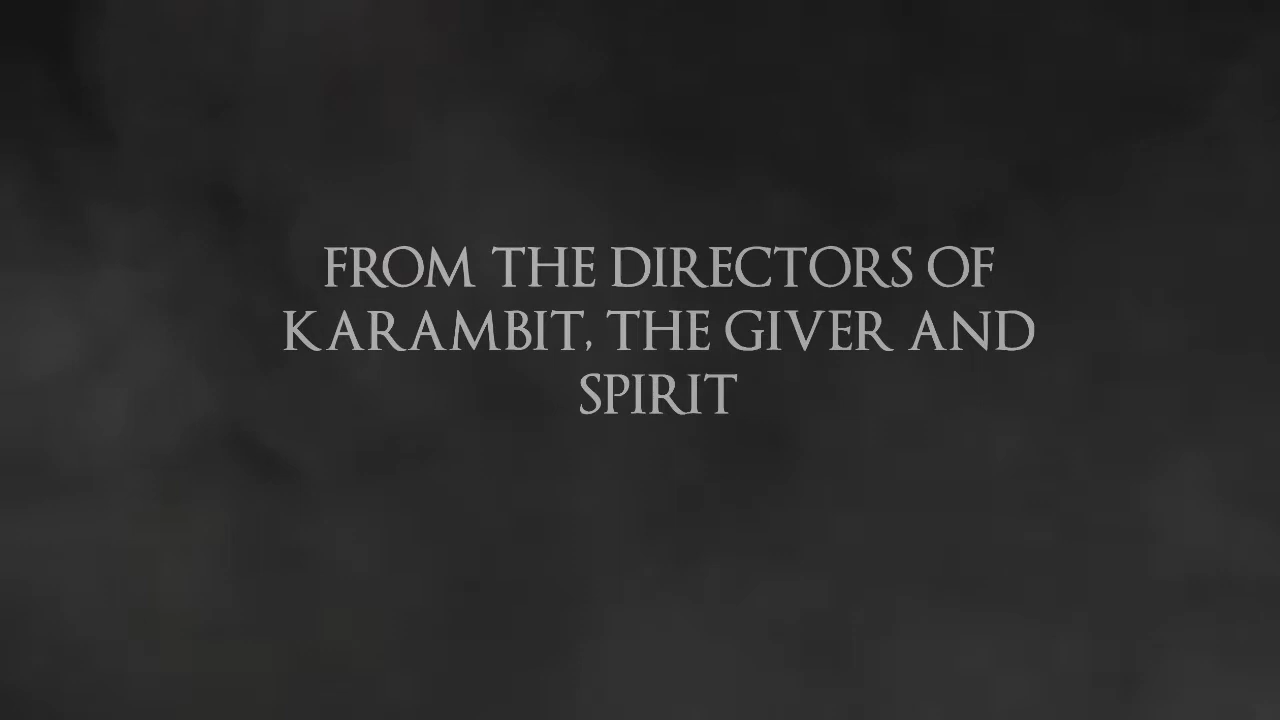 FROM THE DIRECTORS OF
KARAMBIT, THE GIVER AND
SPIRIT